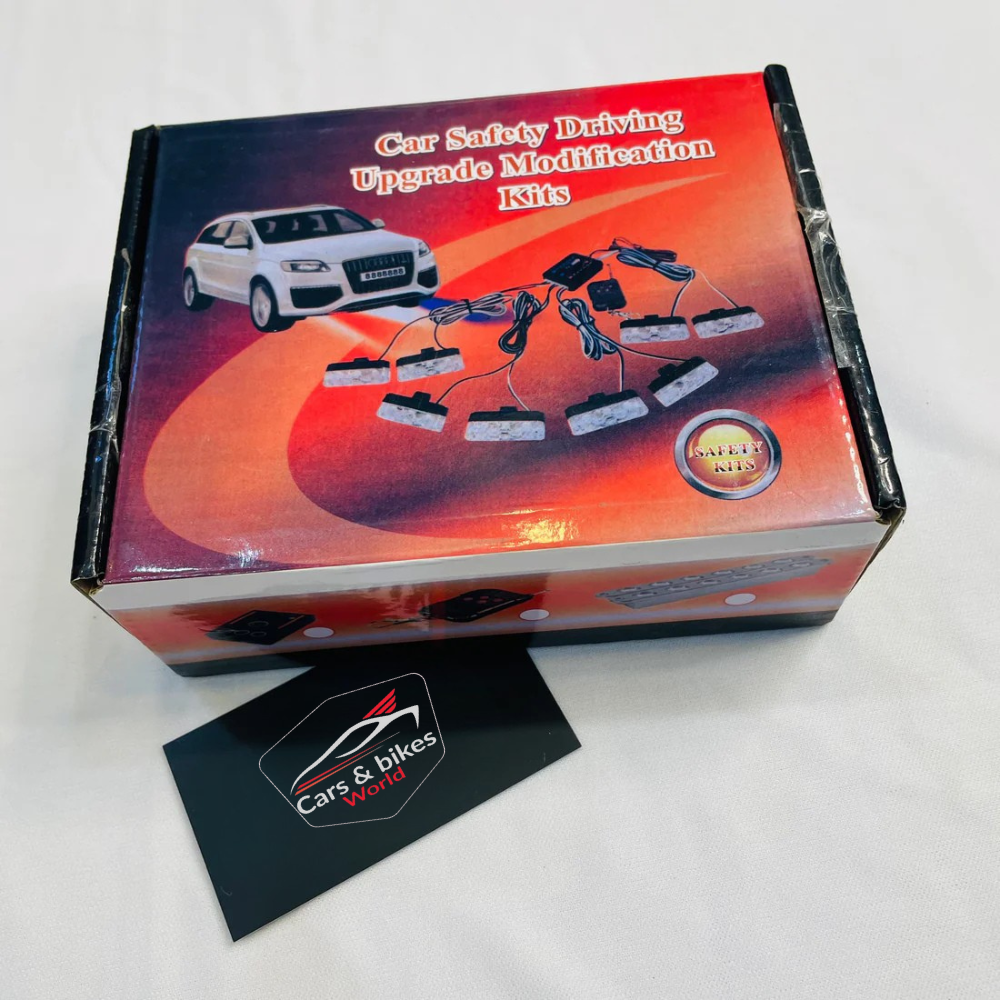 Car Safety Driving
Upgrade Modification
Kits
SAFETY
KITS
Cars & bikes
World